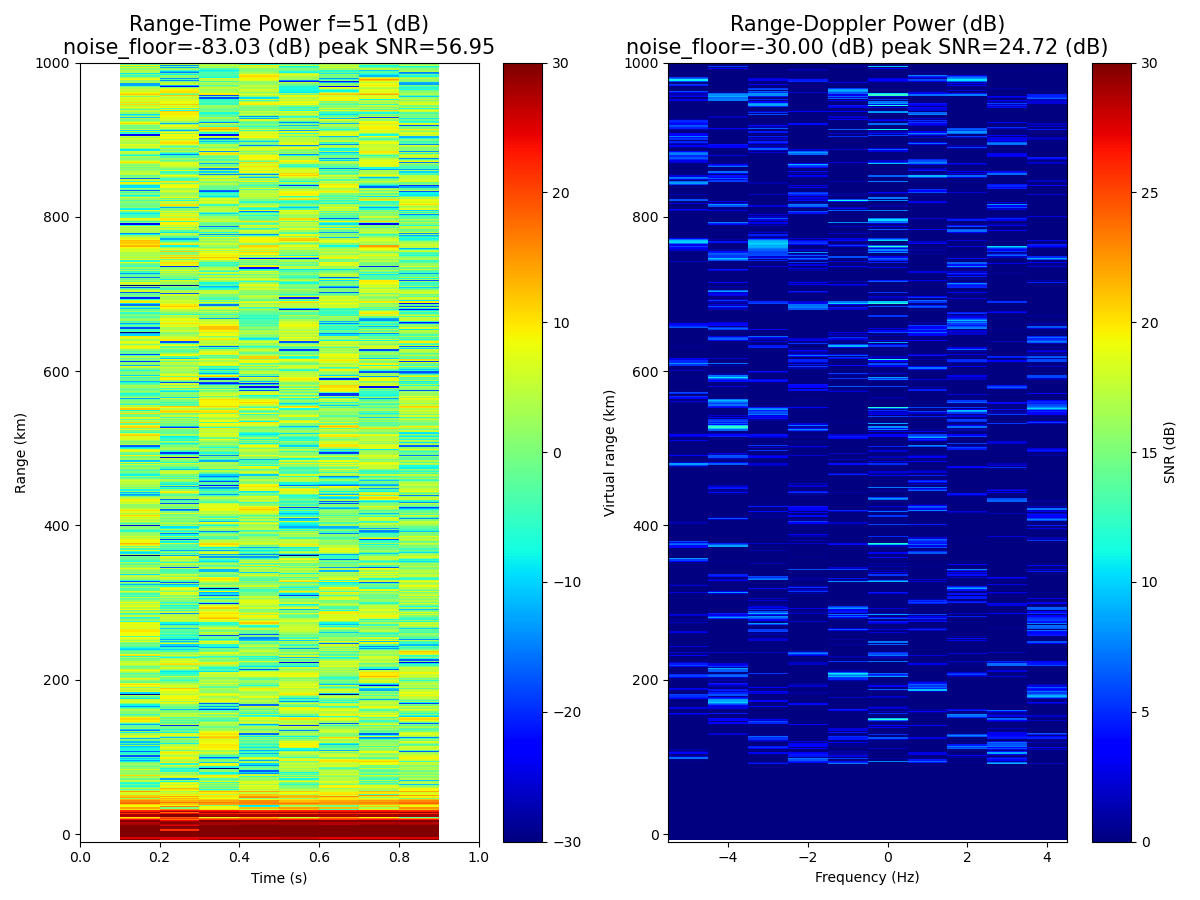 Range-Time Power f=51 (dB)
noise_floor=-83.03 (dB) peak SNR=56.95
1000
800
600
400
200
0
Range (km)
0.0 0.2 0.4 0.6 0.8 1.0
Time (s)
30
20
10
0
−10
−20
−30
Range-Doppler Power (dB)
noise_floor=-30.00 (dB) peak SNR=24.72 (dB)
1000
800
600
400
200
0
Virtual range (km)
−4 −2 0 2 4
Frequency (Hz)
30
25
20
15
10
5
0
SNR (dB)